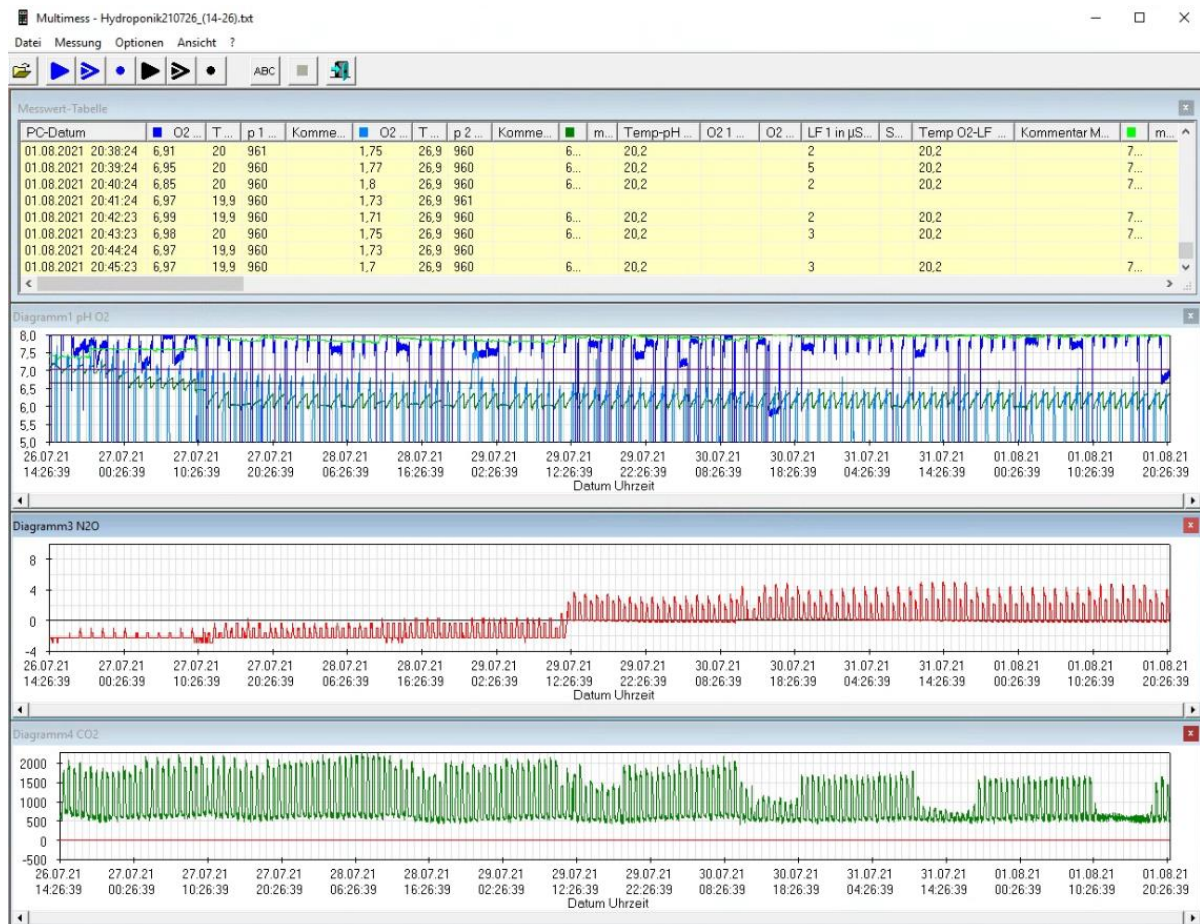 Multimess - Hydroponik210726_(14-26).txt
Datei Messung Optionen Ansicht ?
ABC
Messwert-Tabelle
PC-Datum O2 ... T ... p 1 ... Komme... O2 ... T ... p 2 ... Komme... m... Temp-pH ... O2 1 ... O2 ... LF 1 in µS... S... Temp O2-LF ... Kommentar M... m...
01.08.2021 20:38:24 6,91 20 961 1,75 26,9 960 6... 20,2 2 20,2 7...
01.08.2021 20:39:24 6,95 20 960 1,77 26,9 960 6... 20,2 5 20,2 7...
01.08.2021 20:40:24 6,85 20 960 1,8 26,9 960 6... 20,2 2 20,2 7...
01.08.2021 20:41:24 6,97 19,9 960 1,73 26,9 961
01.08.2021 20:42:23 6,99 19,9 960 1,71 26,9 960 6... 20,2 2 20,2 7...
01.08.2021 20:43:23 6,98 20 960 1,75 26,9 960 6... 20,2 3 20,2 7...
01.08.2021 20:44:24 6,97 19,9 960 1,73 26,9 960
01.08.2021 20:45:23 6,97 19,9 960 1,7 26,9 960 6... 20,2 3 20,2 7...
Diagramm1 pH O2
8,0
7,5
7,0
6,5
6,0
5,5
5,0
26.07.21 27.07.21 27.07.21 27.07.21 28.07.21 28.07.21 29.07.21 29.07.21 29.07.21 30.07.21 30.07.21 31.07.21 31.07.21 01.08.21 01.08.21 01.08.21
14:26:39 00:26:39 10:26:39 20:26:39 06:26:39 16:26:39 02:26:39 12:26:39 22:26:39 08:26:39 18:26:39 04:26:39 14:26:39 00:26:39 10:26:39 20:26:39
Datum Uhrzeit
Diagramm3 N2O
8
4
0
-4
26.07.21 27.07.21 27.07.21 27.07.21 28.07.21 28.07.21 29.07.21 29.07.21 29.07.21 30.07.21 30.07.21 31.07.21 31.07.21 01.08.21 01.08.21 01.08.21
14:26:39 00:26:39 10:26:39 20:26:39 06:26:39 16:26:39 02:26:39 12:26:39 22:26:39 08:26:39 18:26:39 04:26:39 14:26:39 00:26:39 10:26:39 20:26:39
Datum Uhrzeit
Diagramm4 CO2
2000
1500
1000
500
0
-500
26.07.21 27.07.21 27.07.21 27.07.21 28.07.21 28.07.21 29.07.21 29.07.21 29.07.21 30.07.21 30.07.21 31.07.21 31.07.21 01.08.21 01.08.21 01.08.21
14:26:39 00:26:39 10:26:39 20:26:39 06:26:39 16:26:39 02:26:39 12:26:39 22:26:39 08:26:39 18:26:39 04:26:39 14:26:39 00:26:39 10:26:39 20:26:39
Datum Uhrzeit